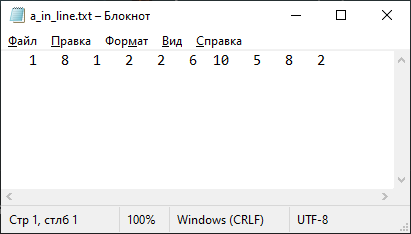 a_in_line.txt – Блокнот
Файл Правка Формат Вид Справка
1 8 1 2 2 6 10 5 8 2
Стр 1, стлб 1 100% Windows (CRLF) UTF-8